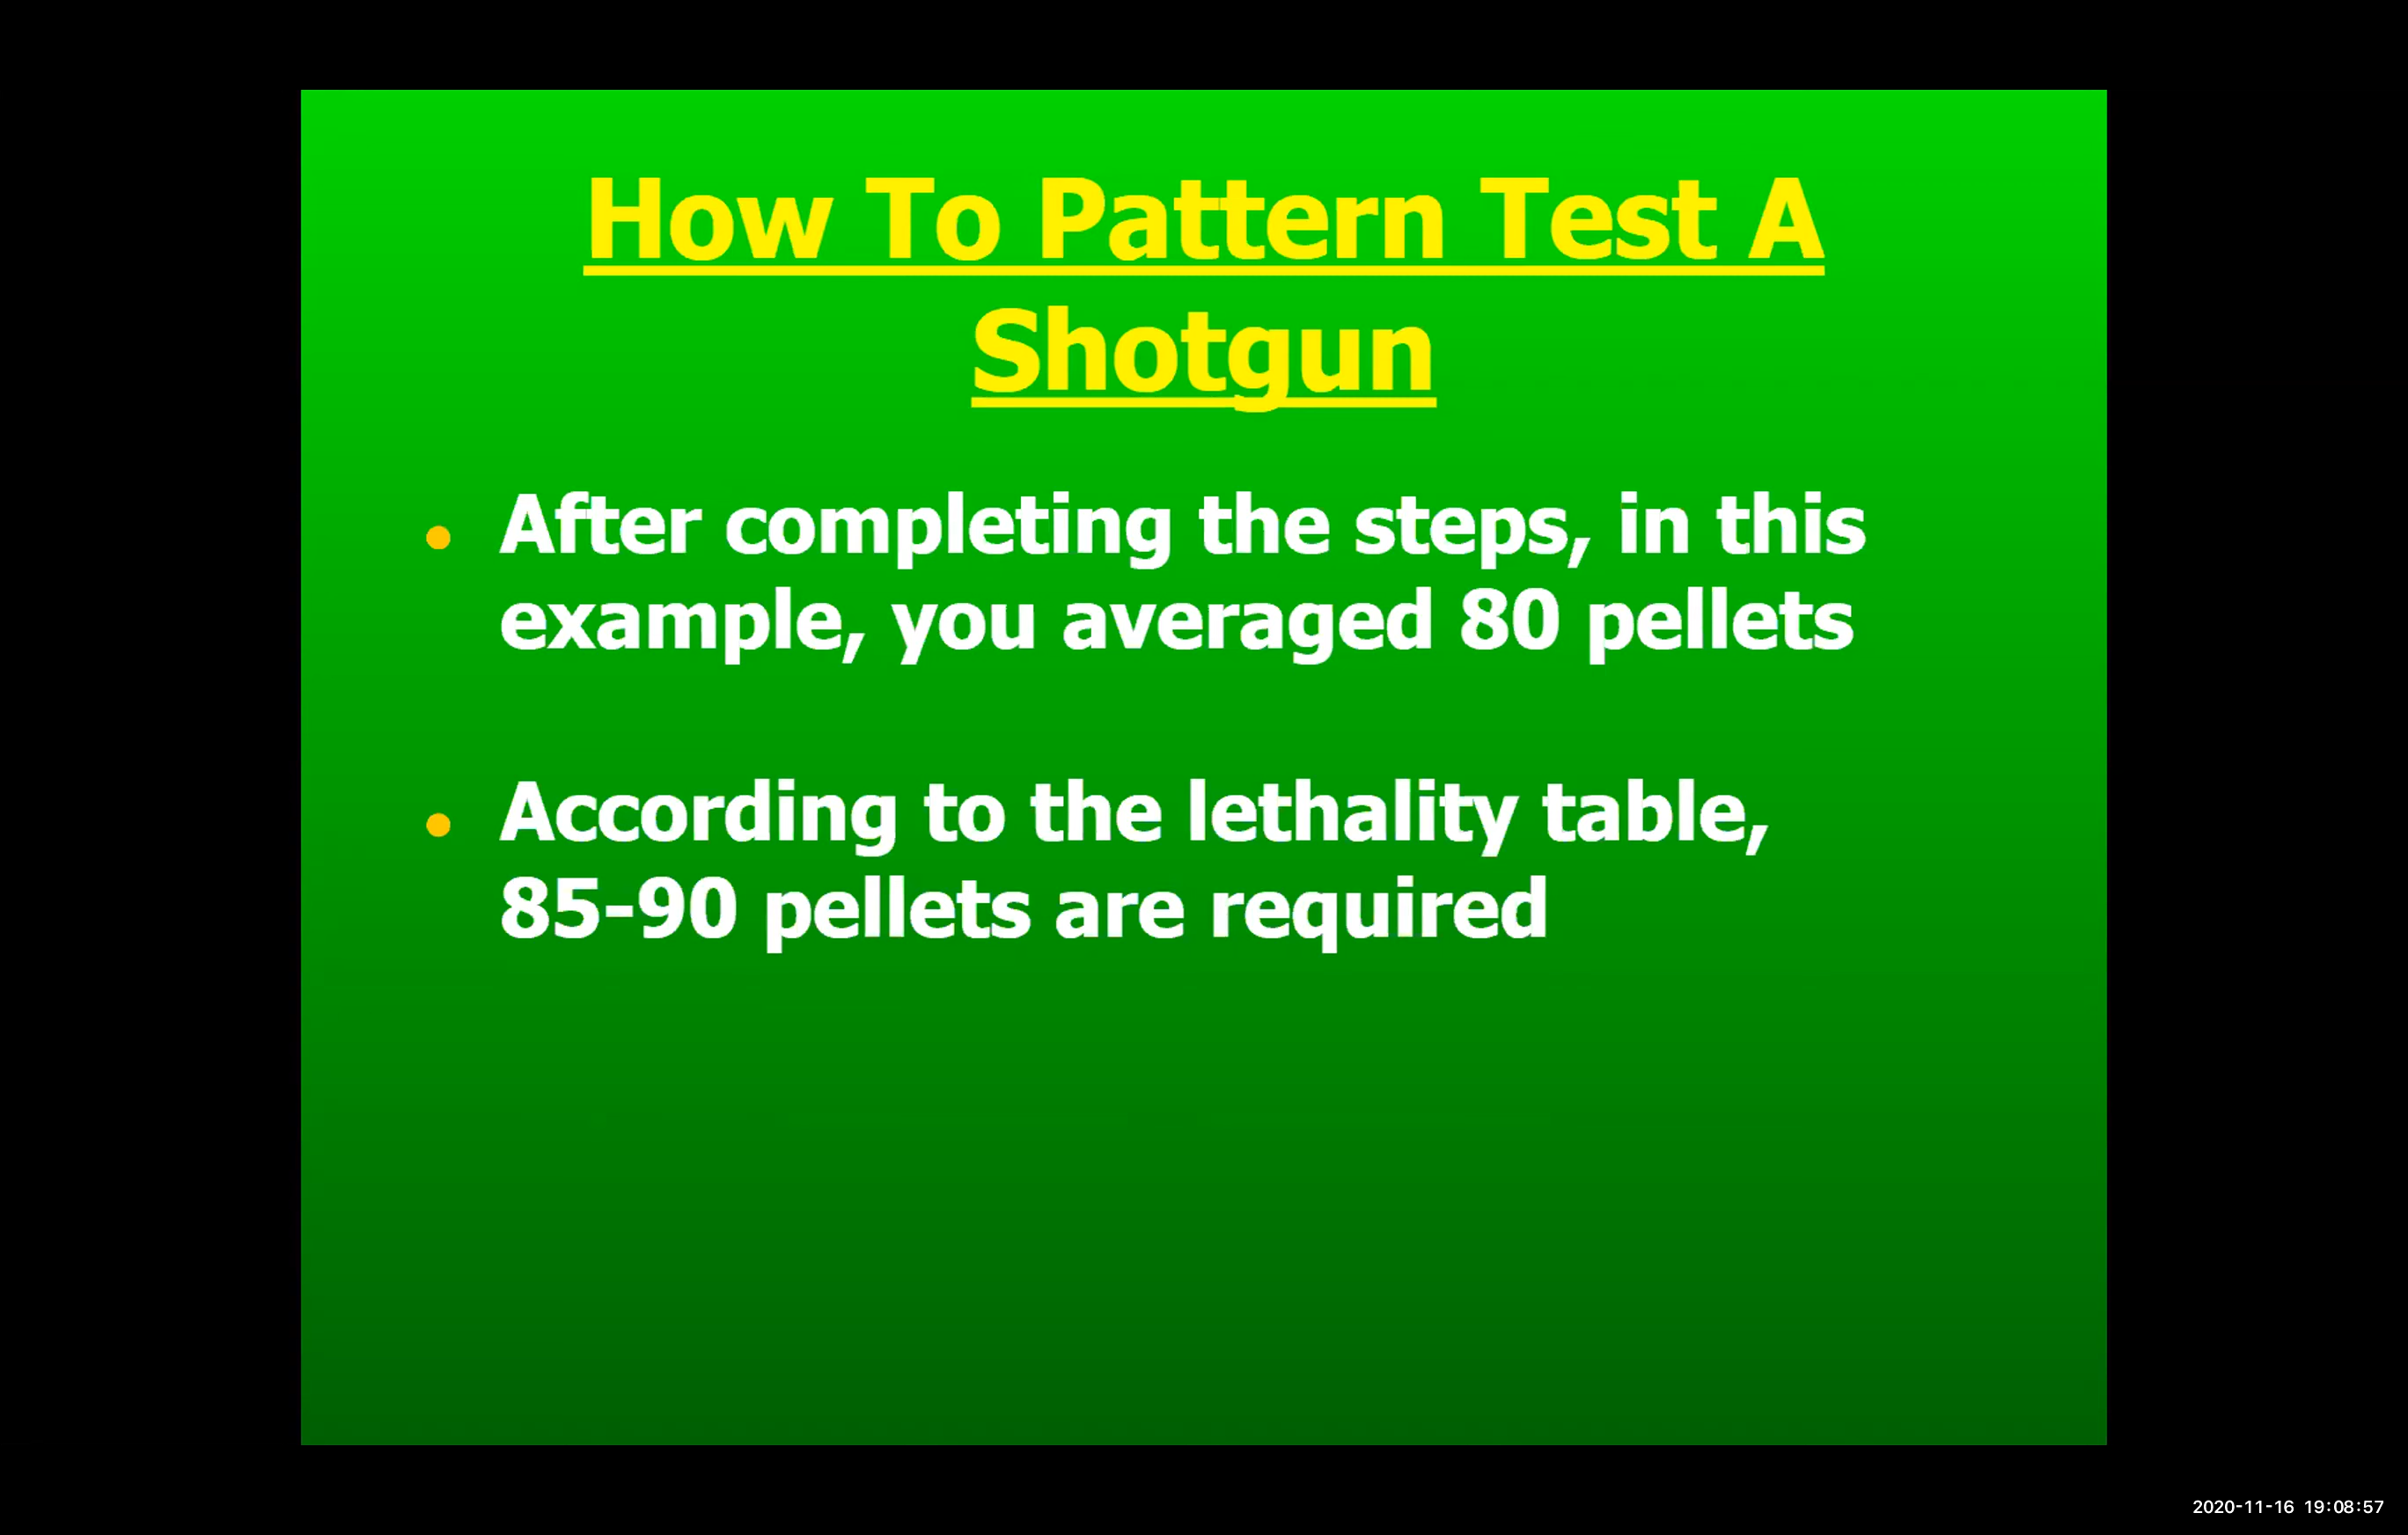 How To Pattern Test A
Shotgun
After completing the steps, in this
example, you averaged 80 pellets
According to the lethality table,
85-90 pellets are required
2020-11-16 19:08:57